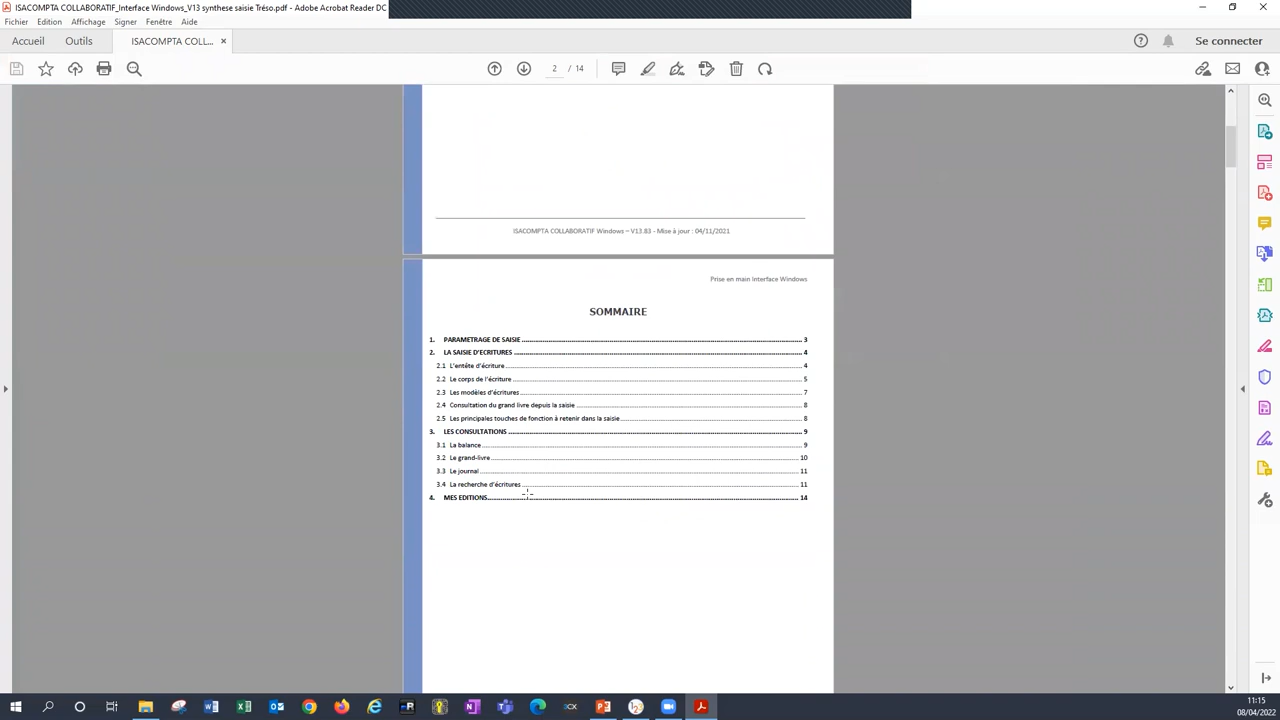 ISACOMPTA COLLABORATIF_Interface Windows_V13 synthese saisie Tréso.pdf - Adobe Acrobat Reader DC
Fichier Edition Affichage Signer Fenêtre Aide
Accueil Outils ISACOMPTA COLL... × Se connecter
2 / 14
ISACOMPTA COLLABORATIF Windows – V13.83 - Mise à jour : 04/11/2021
Prise en main Interface Windows
SOMMAIRE
1. PARAMETRAGE DE SAISIE 3
2. LA SAISIE D'ECRITURES 4
2.1 L'entête d'écriture 4
2.2 Le corps de l'écriture 5
2.3 Les modèles d'écritures 7
2.4 Consultation du grand livre depuis la saisie 8
2.5 Les principales touches de fonction à retenir dans la saisie 8
3. LES CONSULTATIONS 9
3.1 La balance 9
3.2 Le grand-livre 10
3.3 Le journal 11
3.4 La recherche d'écritures 11
4. MES EDITIONS 14
11:15
08/04/2022